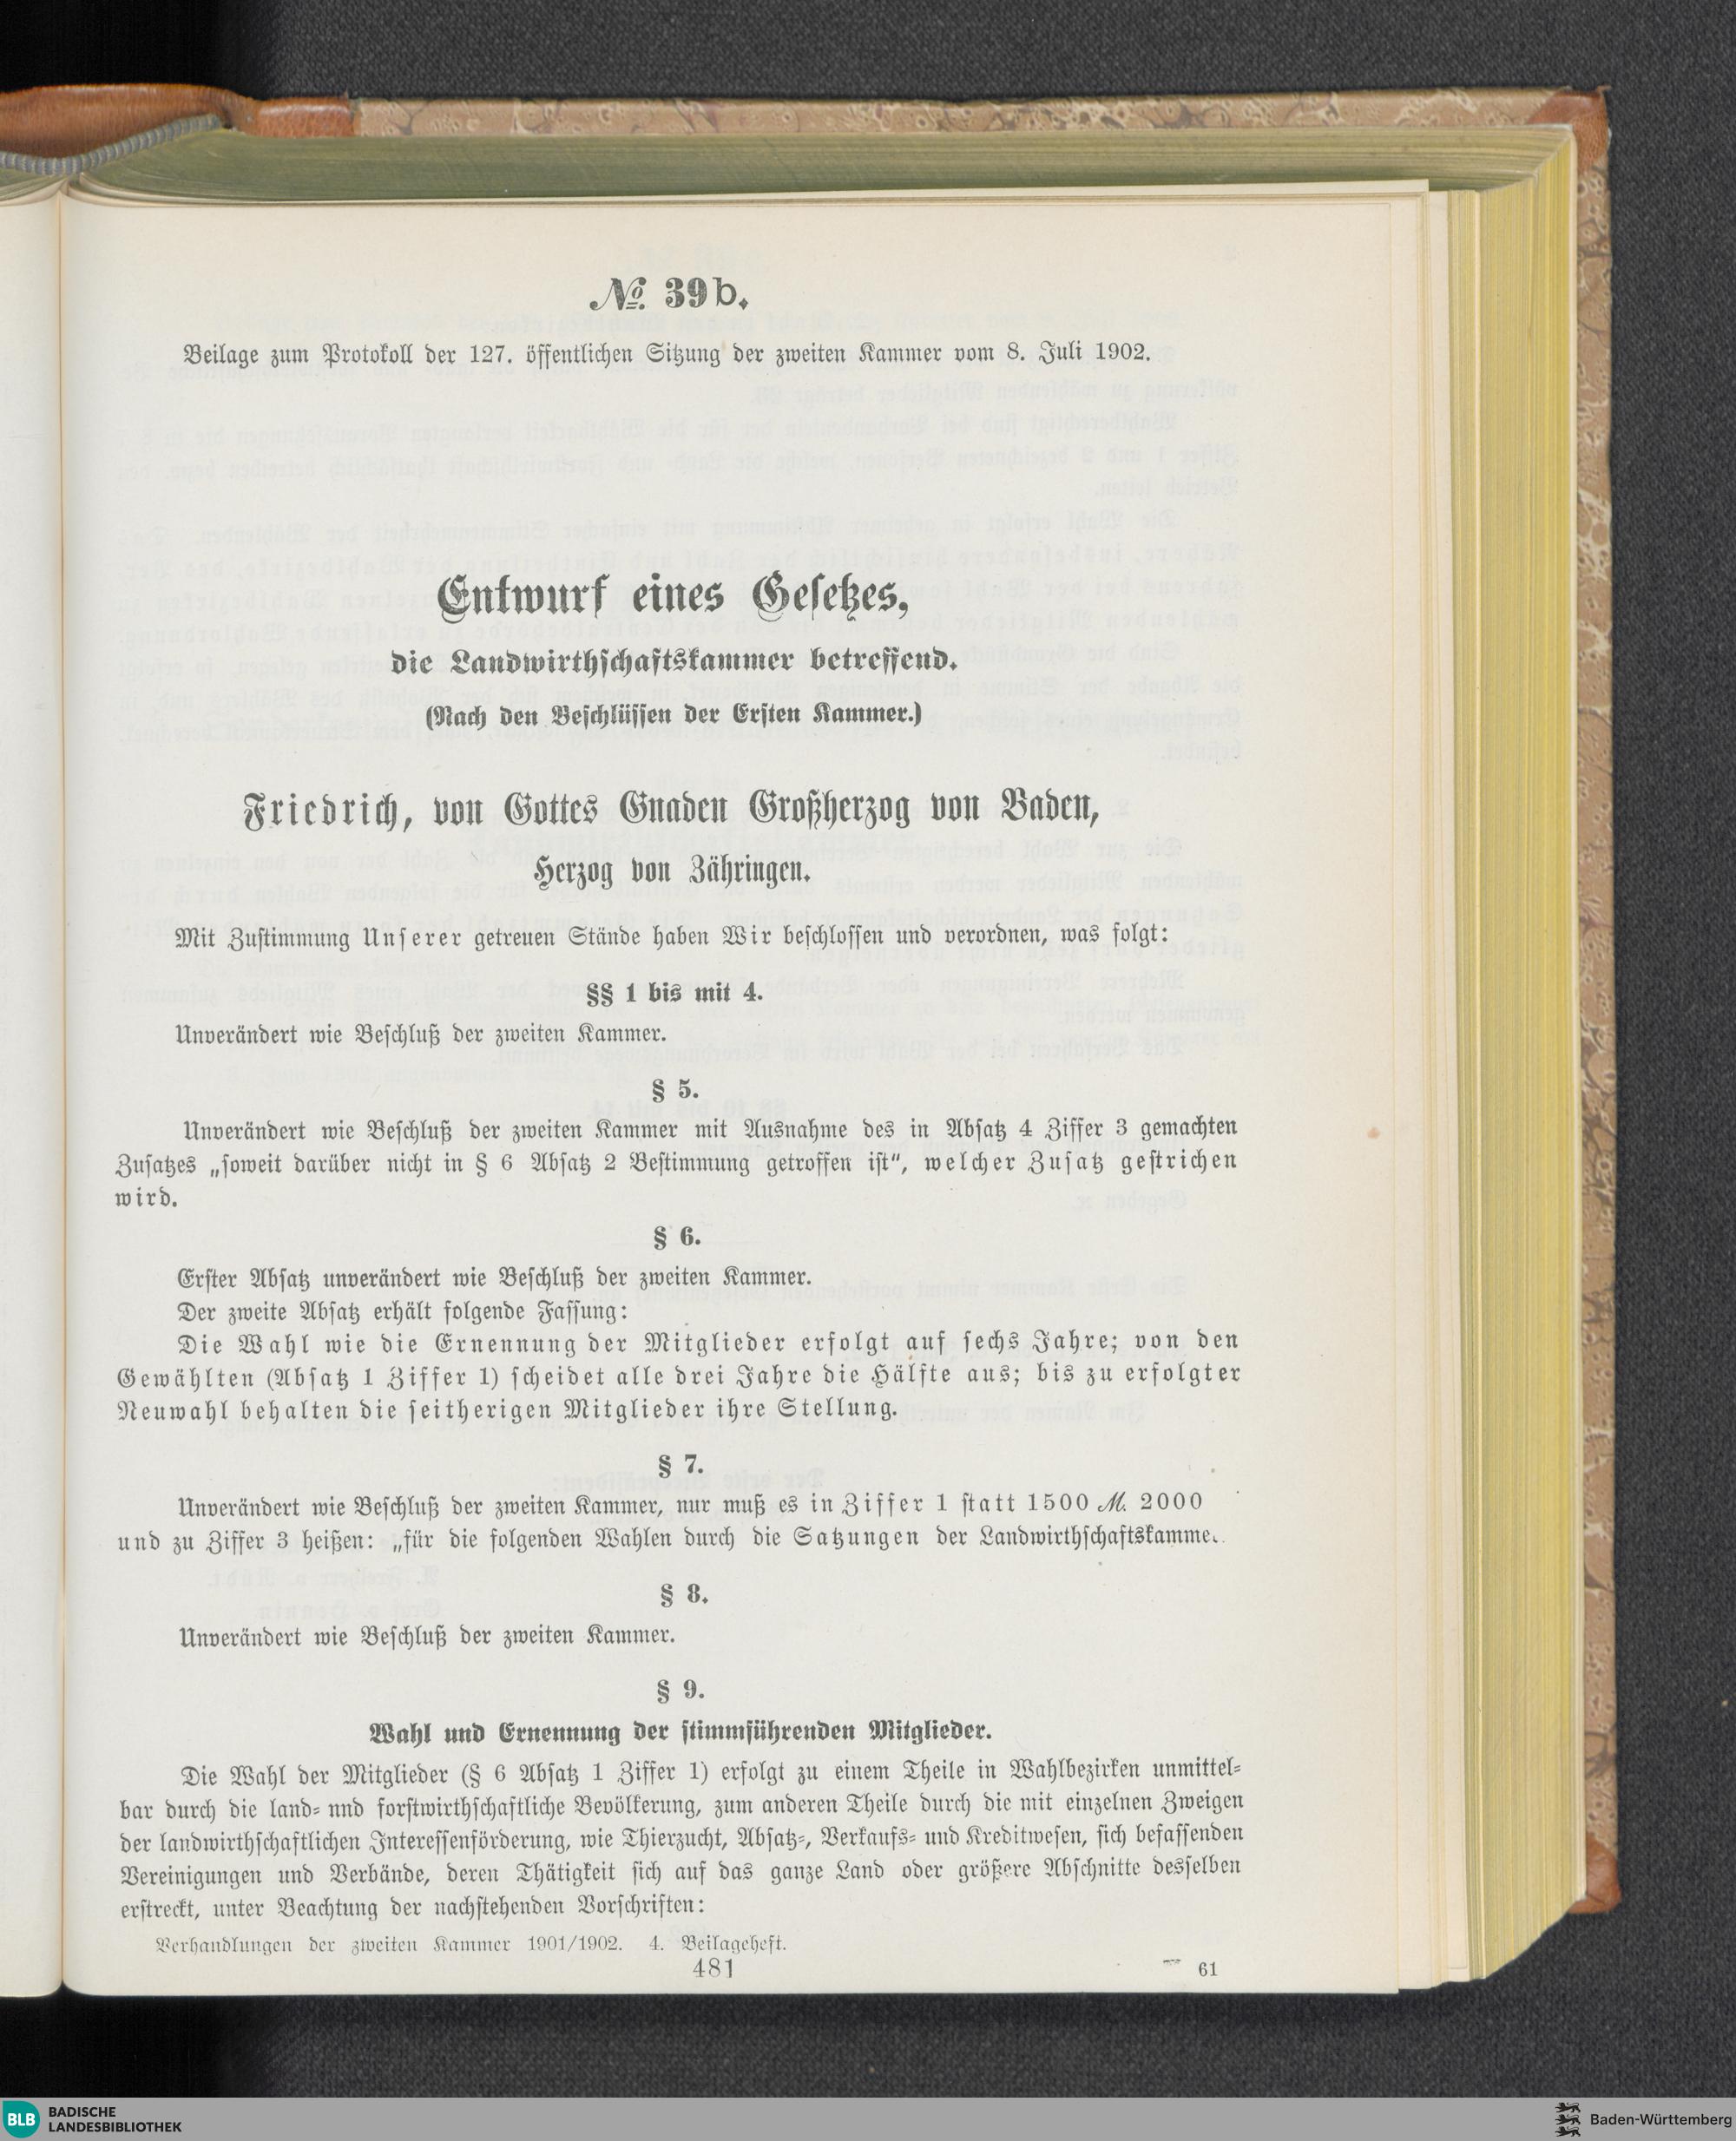 № 39b.
Beilage zum Protokoll der 127. öffentlichen Sitzung der zweiten Kammer vom 8. Juli 1902.
Entwurf eines Gesetzes,
die Landwirthschaftskammer betreffend.
(Nach den Beschlüssen der Ersten Kammer.)
Friedrich, von Gottes Gnaden Großherzog von Baden,
Herzog von Zähringen.
Mit Zustimmung Unserer getreuen Stände haben Wir beschlossen und verordnen, was folgt:
§§ 1 bis mit 4.
Unverändert wie Beschluß der zweiten Kammer.
§ 5.
Unverändert wie Beschluß der zweiten Kammer mit Ausnahme des in Absatz 4 Ziffer 3 gemachten
Zusatzes „soweit darüber nicht in § 6 Absatz 2 Bestimmung getroffen ist“, welcher Zusatz gestrichen
wird.
§ 6.
Erster Absatz unverändert wie Beschluß der zweiten Kammer.
Der zweite Absatz erhält folgende Fassung:
Die Wahl wie die Ernennung der Mitglieder erfolgt auf sechs Jahre; von den
Gewählten (Absatz 1 Ziffer 1) scheidet alle drei Jahre die Hälfte aus; bis zu erfolgter
Neuwahl behalten die seitherigen Mitglieder ihre Stellung.
§ 7.
Unverändert wie Beschluß der zweiten Kammer, nur muß es in Ziffer 1 statt 1500 M. 2000
und zu Ziffer 3 heißen: „für die folgenden Wahlen durch die Satzungen der Landwirthschaftskamme
§ 8.
Unverändert wie Beschluß der zweiten Kammer.
§ 9.
Wahl und Ernennung der stimmführenden Mitglieder.
Die Wahl der Mitglieder (§ 6 Absatz 1 Ziffer 1) erfolgt zu einem Theile in Wahlbezirken unmittel-
bar durch die land- nnd forstwirthschaftliche Bevölkerung, zum anderen Theile durch die mit einzelnen Zweigen
der landwirthschaftlichen Interessenförderung, wie Thierzucht, Absatz-, Verkaufs- und Kreditwesen, sich befassenden
Vereinigungen und Verbände, deren Thätigkeit sich auf das ganze Land oder größere Abschnitte desselben
erstreckt, unter Beachtung der nachstehenden Vorschriften:
Verhandlungen der zweiten Kammer 1901/1902. 4. Beilageheft.
481
61
BLB BADISCHE
LANDESBIBLIOTHEK
Baden-Württemberg